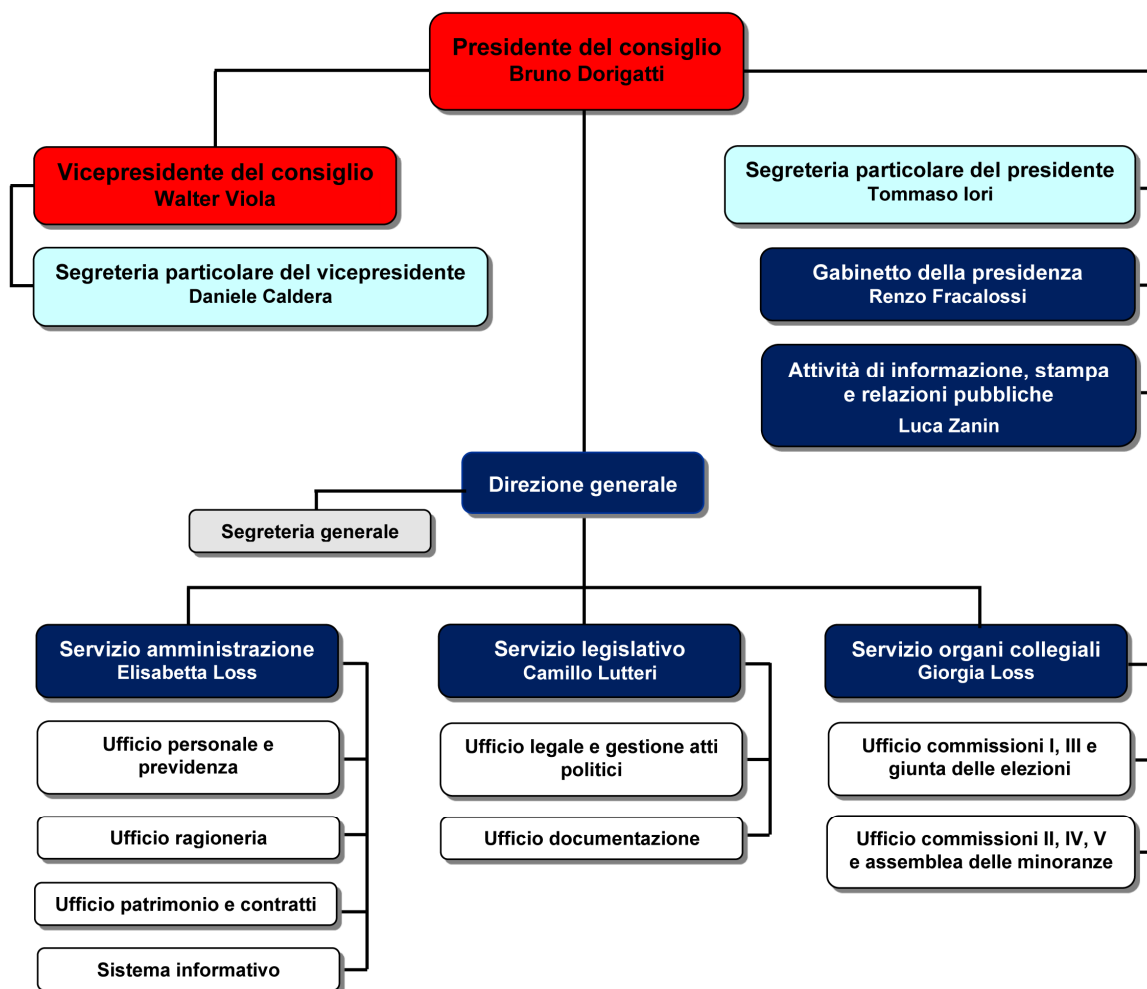 Presidente del consiglio
Bruno Dorigatti
Vicepresidente del consiglio
Walter Viola
Segreteria particolare del vicepresidente
Daniele Caldera
Segreteria particolare del presidente
Tommaso Iori
Gabinetto della presidenza
Renzo Fracalossi
Attività di informazione, stampa
e relazioni pubbliche
Luca Zanin
Direzione generale
Segreteria generale
Servizio amministrazione
Elisabetta Loss
Ufficio personale e
previdenza
Ufficio ragioneria
Ufficio patrimonio e contratti
Sistema informativo
Servizio legislativo
Camillo Lutteri
Ufficio legale e gestione atti
politici
Ufficio documentazione
Servizio organi collegiali
Giorgia Loss
Ufficio commissioni I, III e
giunta delle elezioni
Ufficio commissioni II, IV, V
e assemblea delle minoranze